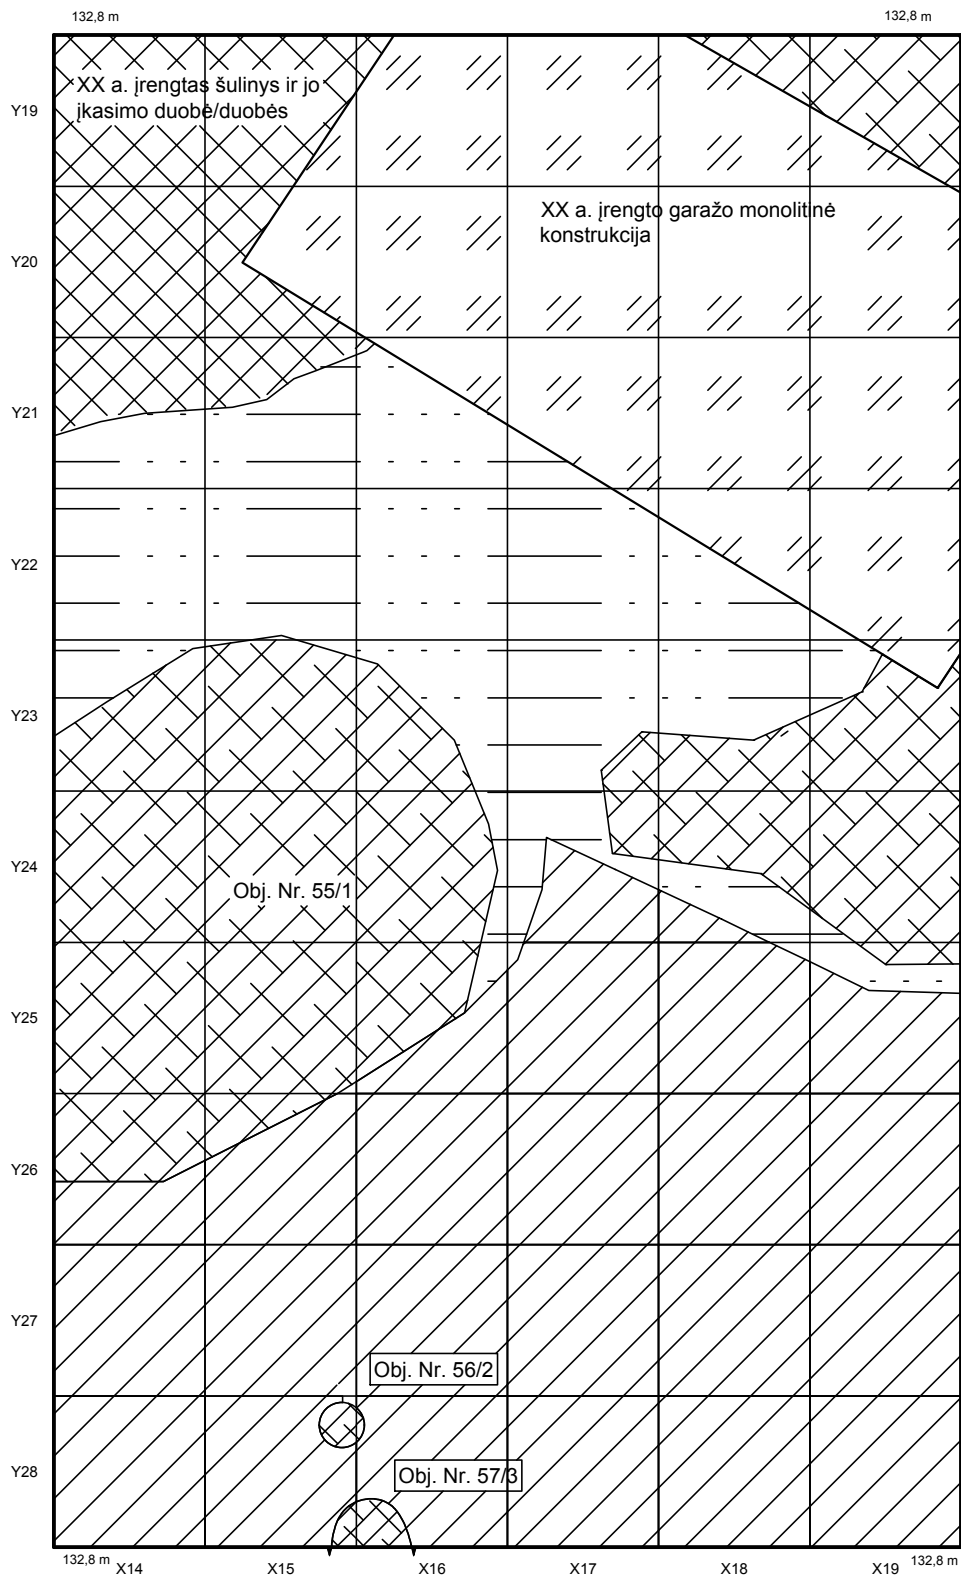 132,8 m
132,8 m
XX a. įrengtas šulinys ir jo
įkasimo duobė/duobės
Y19
XX a. įrengto garažo monolitinė
konstrukcija
Y20
Y21
Y22
Y23
Y24
Obj. Nr. 55/1
Y25
Y26
Y27
Obj. Nr. 56/2
Y28
Obj. Nr. 57/3
132,8 m
132,8 m
X14
X15
X16
X17
X18
X19